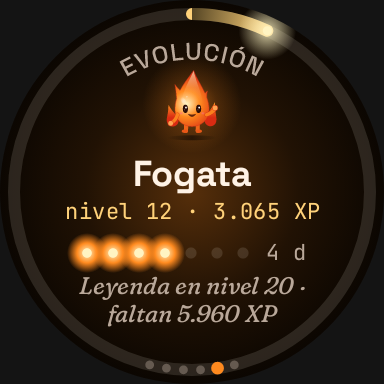 EVOLUCIÓN
Fogata
nivel 12 · 3.065 XP
4 d
Leyenda en nivel 20 ·
faltan 5.960 XP